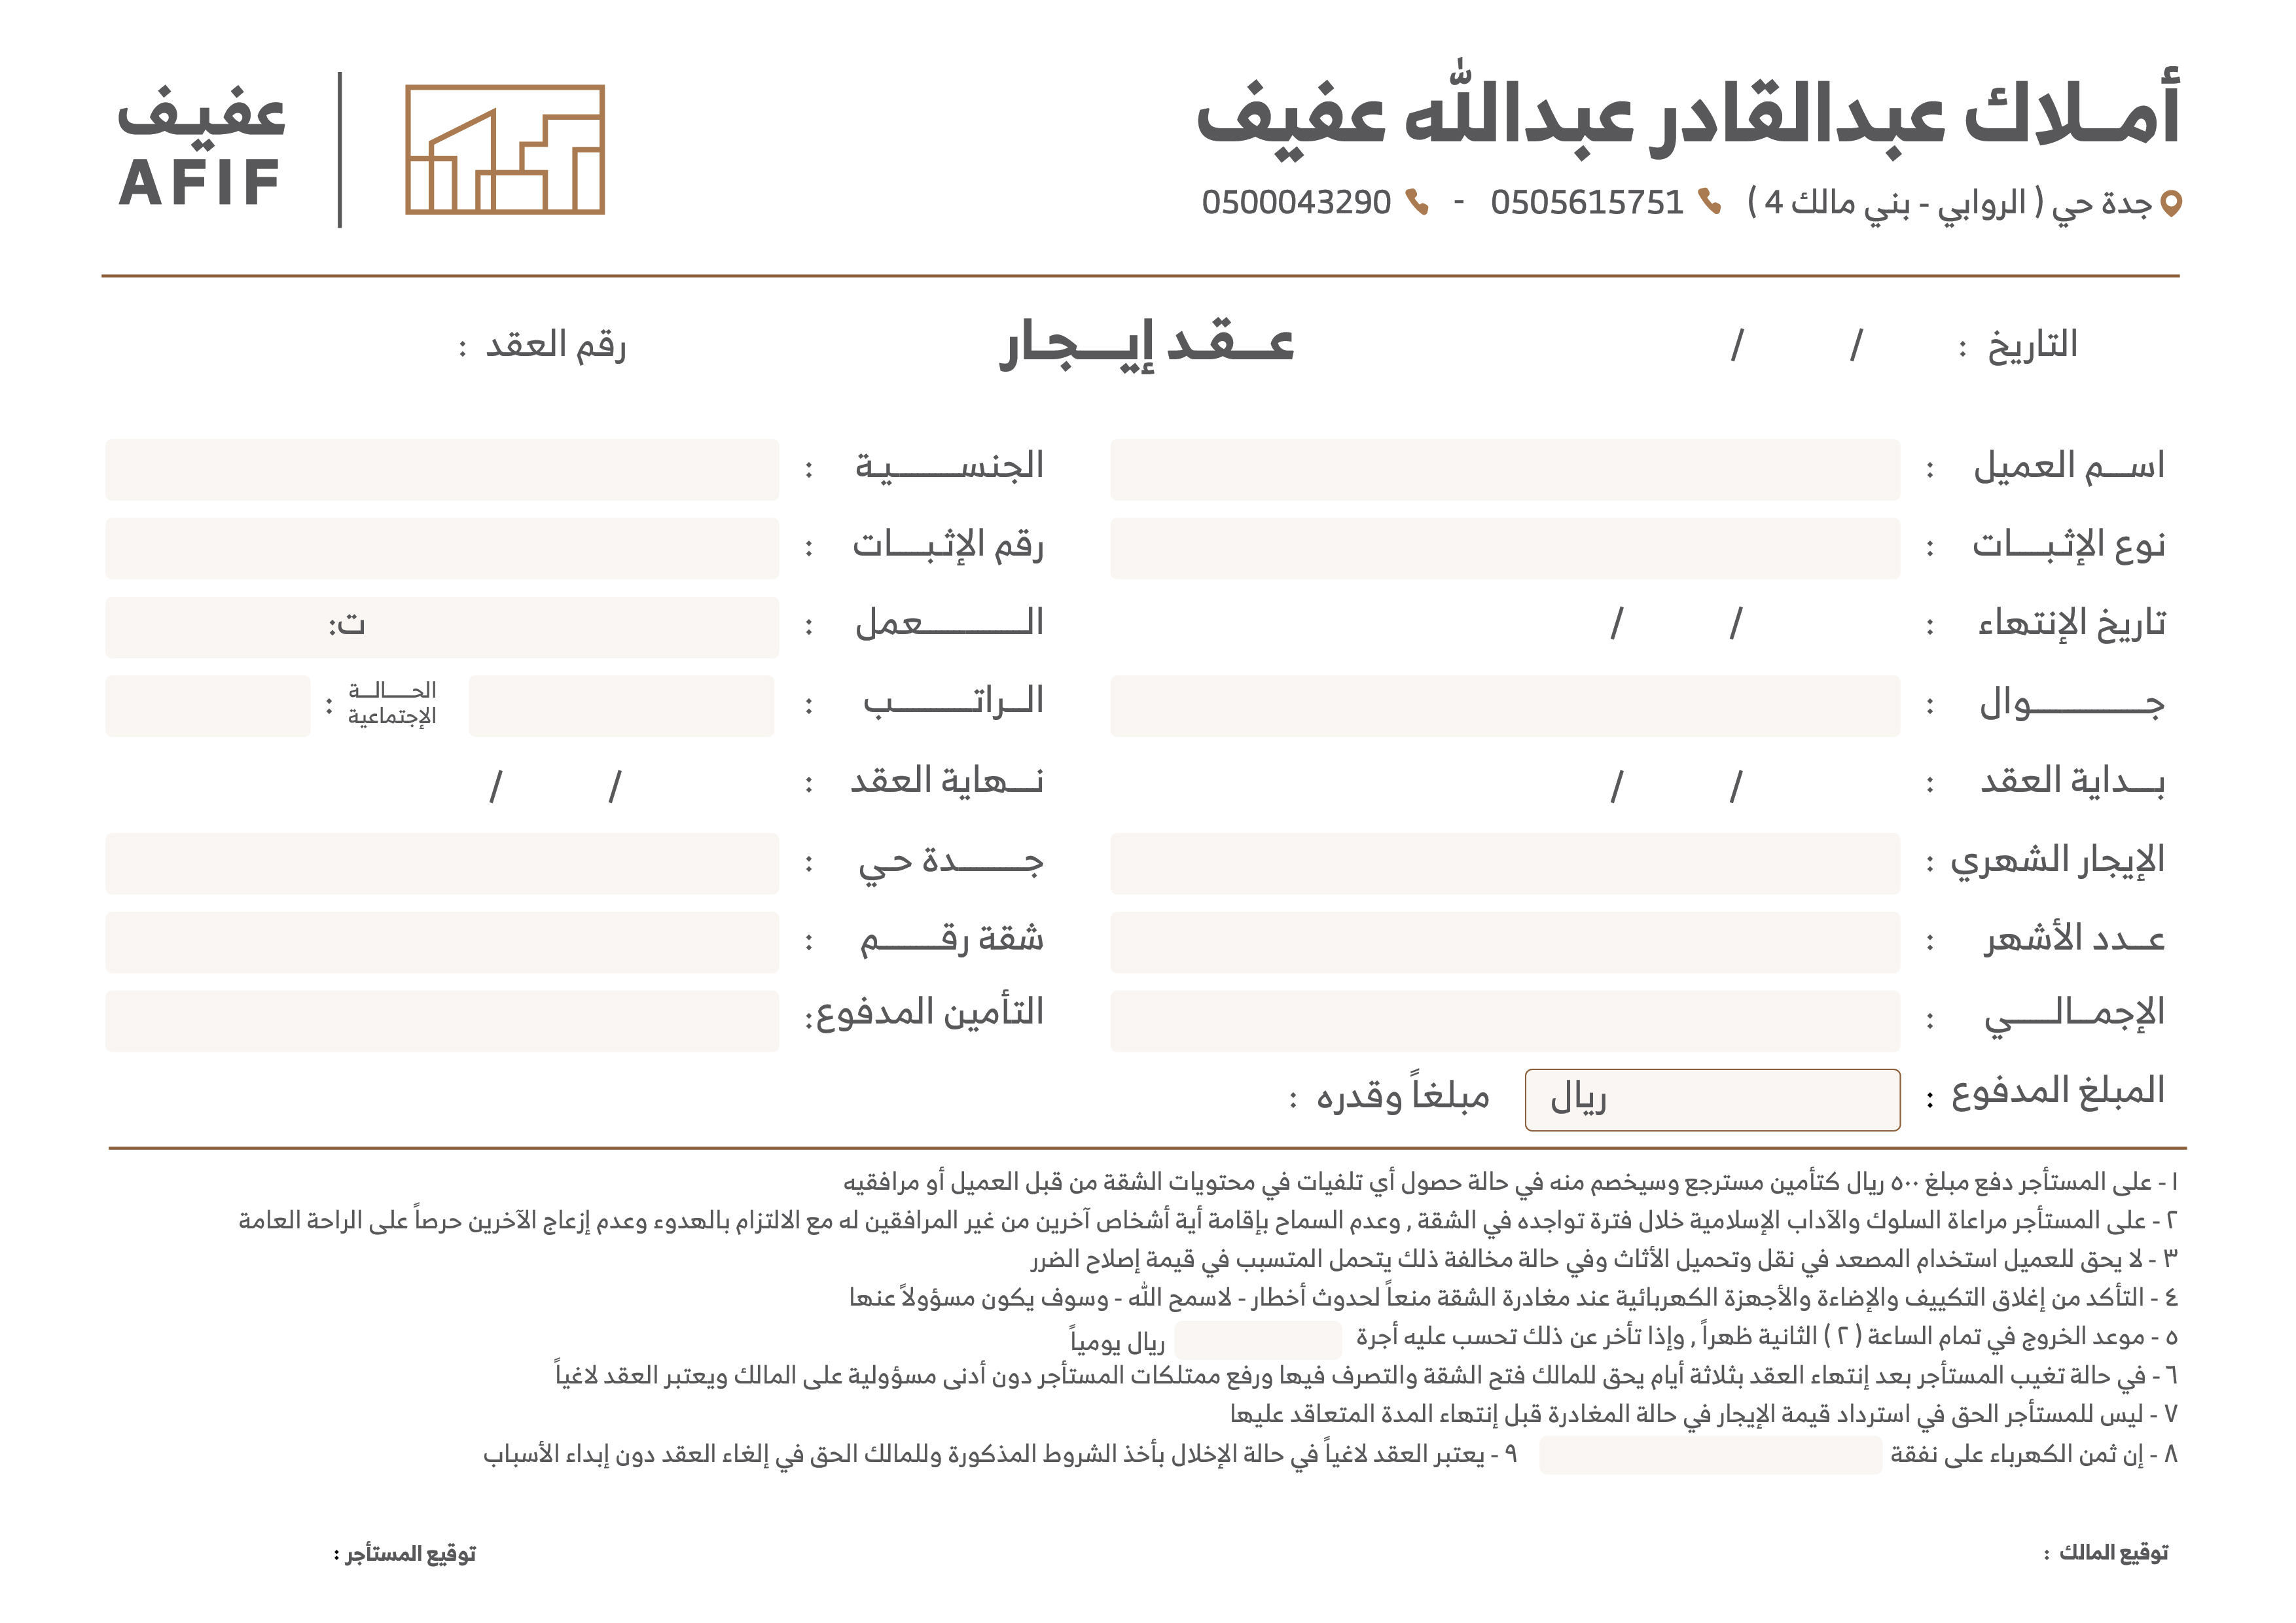 أملاك عبدالقادر عبدالله عفيف
جدة حي ( الروابي - بني مالك 4 ) 0505615751 - 0500043290
عفيف
AFIF
التاريخ : / /
عقد إيجار
رقم العقد :
اسم العميل :
الجنسية :
نوع الإثبات :
رقم الإثبات :
تاريخ الإنتهاء : / /
العمل : ت:
جوال :
الراتب :
الحالة
الإجتماعية :
بداية العقد : / /
نهاية العقد : / /
الإيجار الشهري :
جدة حي :
عدد الأشهر :
شقة رقم :
الإجمالي :
التأمين المدفوع:
المبلغ المدفوع : ريال مبلغاً وقدره :
١ - على المستأجر دفع مبلغ ٥٠٠ ريال كتأمين مسترجع وسيخصم منه في حالة حصول أي تلفيات في محتويات الشقة من قبل العميل أو مرافقيه
٢ - على المستأجر مراعاة السلوك والآداب الإسلامية خلال فترة تواجده في الشقة , وعدم السماح بإقامة أية أشخاص آخرين من غير المرافقين له مع الالتزام بالهدوء وعدم إزعاج الآخرين حرصاً على الراحة العامة
٣ - لا يحق للعميل استخدام المصعد في نقل وتحميل الأثاث وفي حالة مخالفة ذلك يتحمل المتسبب في قيمة إصلاح الضرر
٤ - التأكد من إغلاق التكييف والإضاءة والأجهزة الكهربائية عند مغادرة الشقة منعاً لحدوث أخطار - لاسمح الله - وسوف يكون مسؤولاً عنها
٥ - موعد الخروج في تمام الساعة ( ٢ ) الثانية ظهراً , وإذا تأخر عن ذلك تحسب عليه أجرة ريال يومياً
٦ - في حالة تغيب المستأجر بعد إنتهاء العقد بثلاثة أيام يحق للمالك فتح الشقة والتصرف فيها ورفع ممتلكات المستأجر دون أدنى مسؤولية على المالك ويعتبر العقد لاغياً
٧ - ليس للمستأجر الحق في استرداد قيمة الإيجار في حالة المغادرة قبل إنتهاء المدة المتعاقد عليها
٨ - إن ثمن الكهرباء على نفقة ٩ - يعتبر العقد لاغياً في حالة الإخلال بأخذ الشروط المذكورة وللمالك الحق في إلغاء العقد دون إبداء الأسباب
توقيع المالك :
توقيع المستأجر :